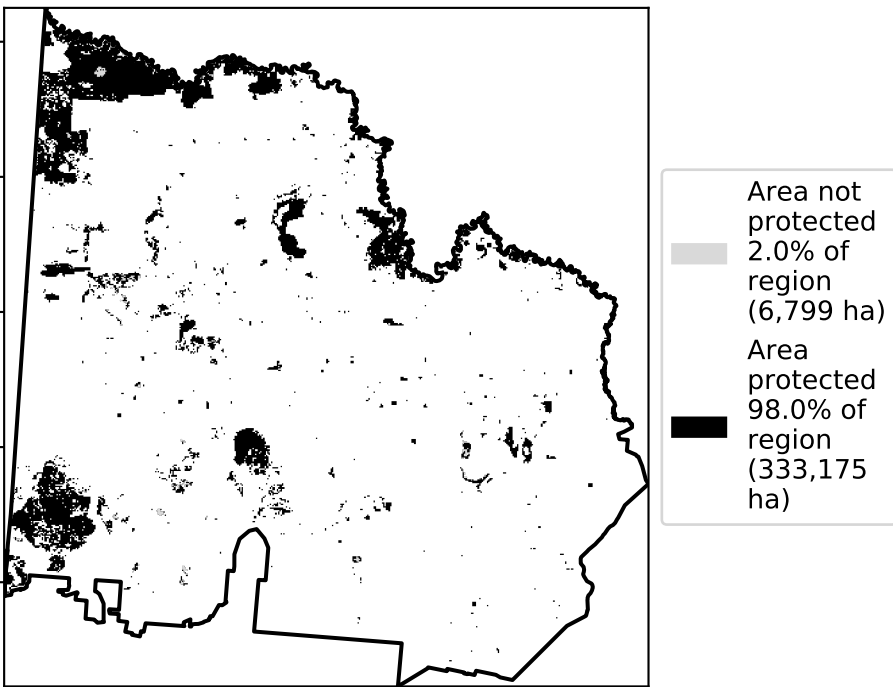 Area not
protected
2.0% of
region
(6,799 ha)
Area
protected
98.0% of
region
(333,175
ha)